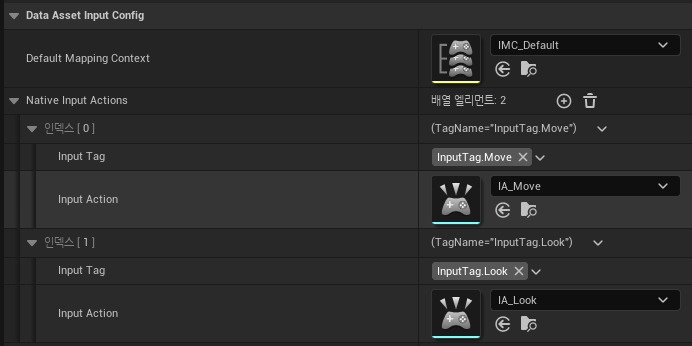 Data Asset Input Config
Default Mapping Context
IMC_Default
Native Input Actions
배열 엘리먼트: 2
인덱스 [ 0 ]
(TagName="InputTag.Move")
Input Tag
InputTag.Move
Input Action
IA_Move
인덱스 [ 1 ]
(TagName="InputTag.Look")
Input Tag
InputTag.Look
Input Action
IA_Look